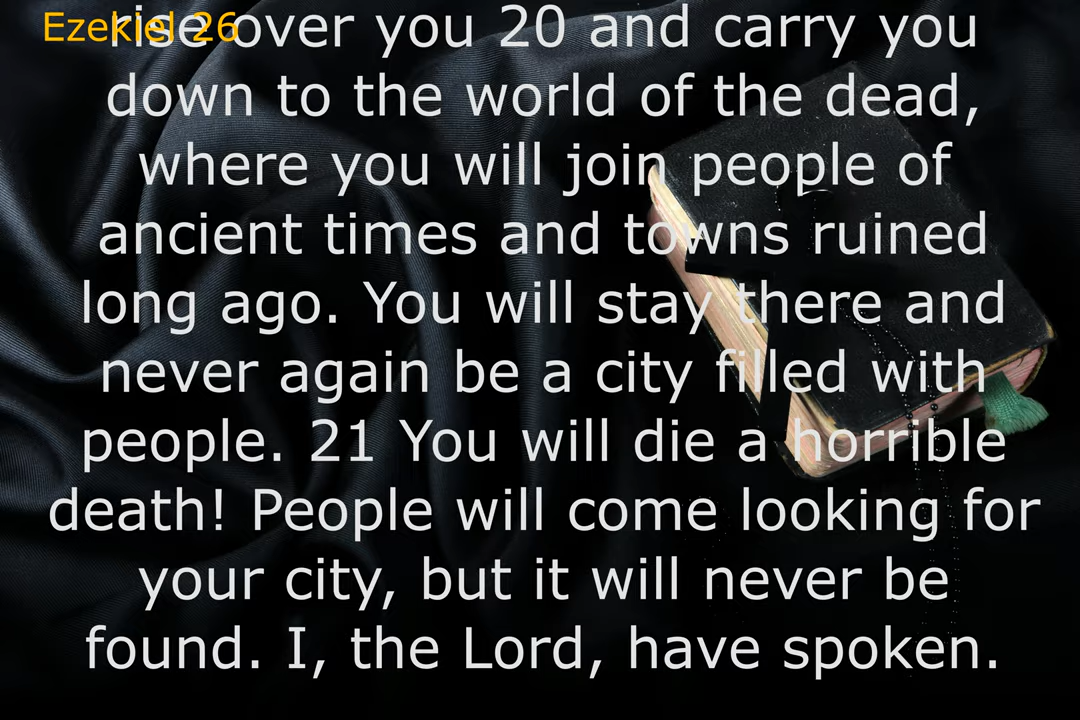 Ezekiel 26
rise over you 20 and carry you
down to the world of the dead,
where you will join people of
ancient times and towns ruined
long ago. You will stay there and
never again be a city filled with
people. 21 You will die a horrible
death! People will come looking for
your city, but it will never be
found. I, the Lord, have spoken.